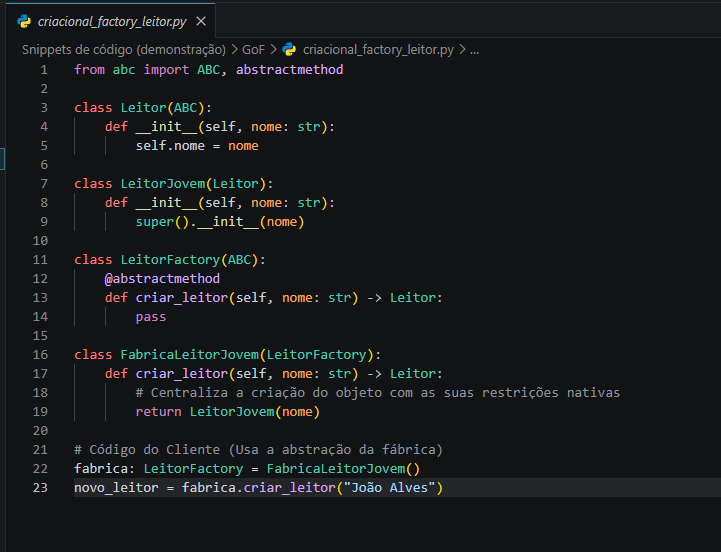 criacional_factory_leitor.py
Snippets de código (demonstração) > GoF > criacional_factory_leitor.py > ...
1 from abc import ABC, abstractmethod
2
3 class Leitor(ABC):
4     def __init__(self, nome: str):
5         self.nome = nome
6
7 class LeitorJovem(Leitor):
8     def __init__(self, nome: str):
9         super().__init__(nome)
10
11 class LeitorFactory(ABC):
12     @abstractmethod
13     def criar_leitor(self, nome: str) -> Leitor:
14         pass
15
16 class FabricaLeitorJovem(LeitorFactory):
17     def criar_leitor(self, nome: str) -> Leitor:
18         # Centraliza a criação do objeto com as suas restrições nativas
19         return LeitorJovem(nome)
20
21 # Código do Cliente (Usa a abstração da fábrica)
22 fabrica: LeitorFactory = FabricaLeitorJovem()
23 novo_leitor = fabrica.criar_leitor("João Alves")